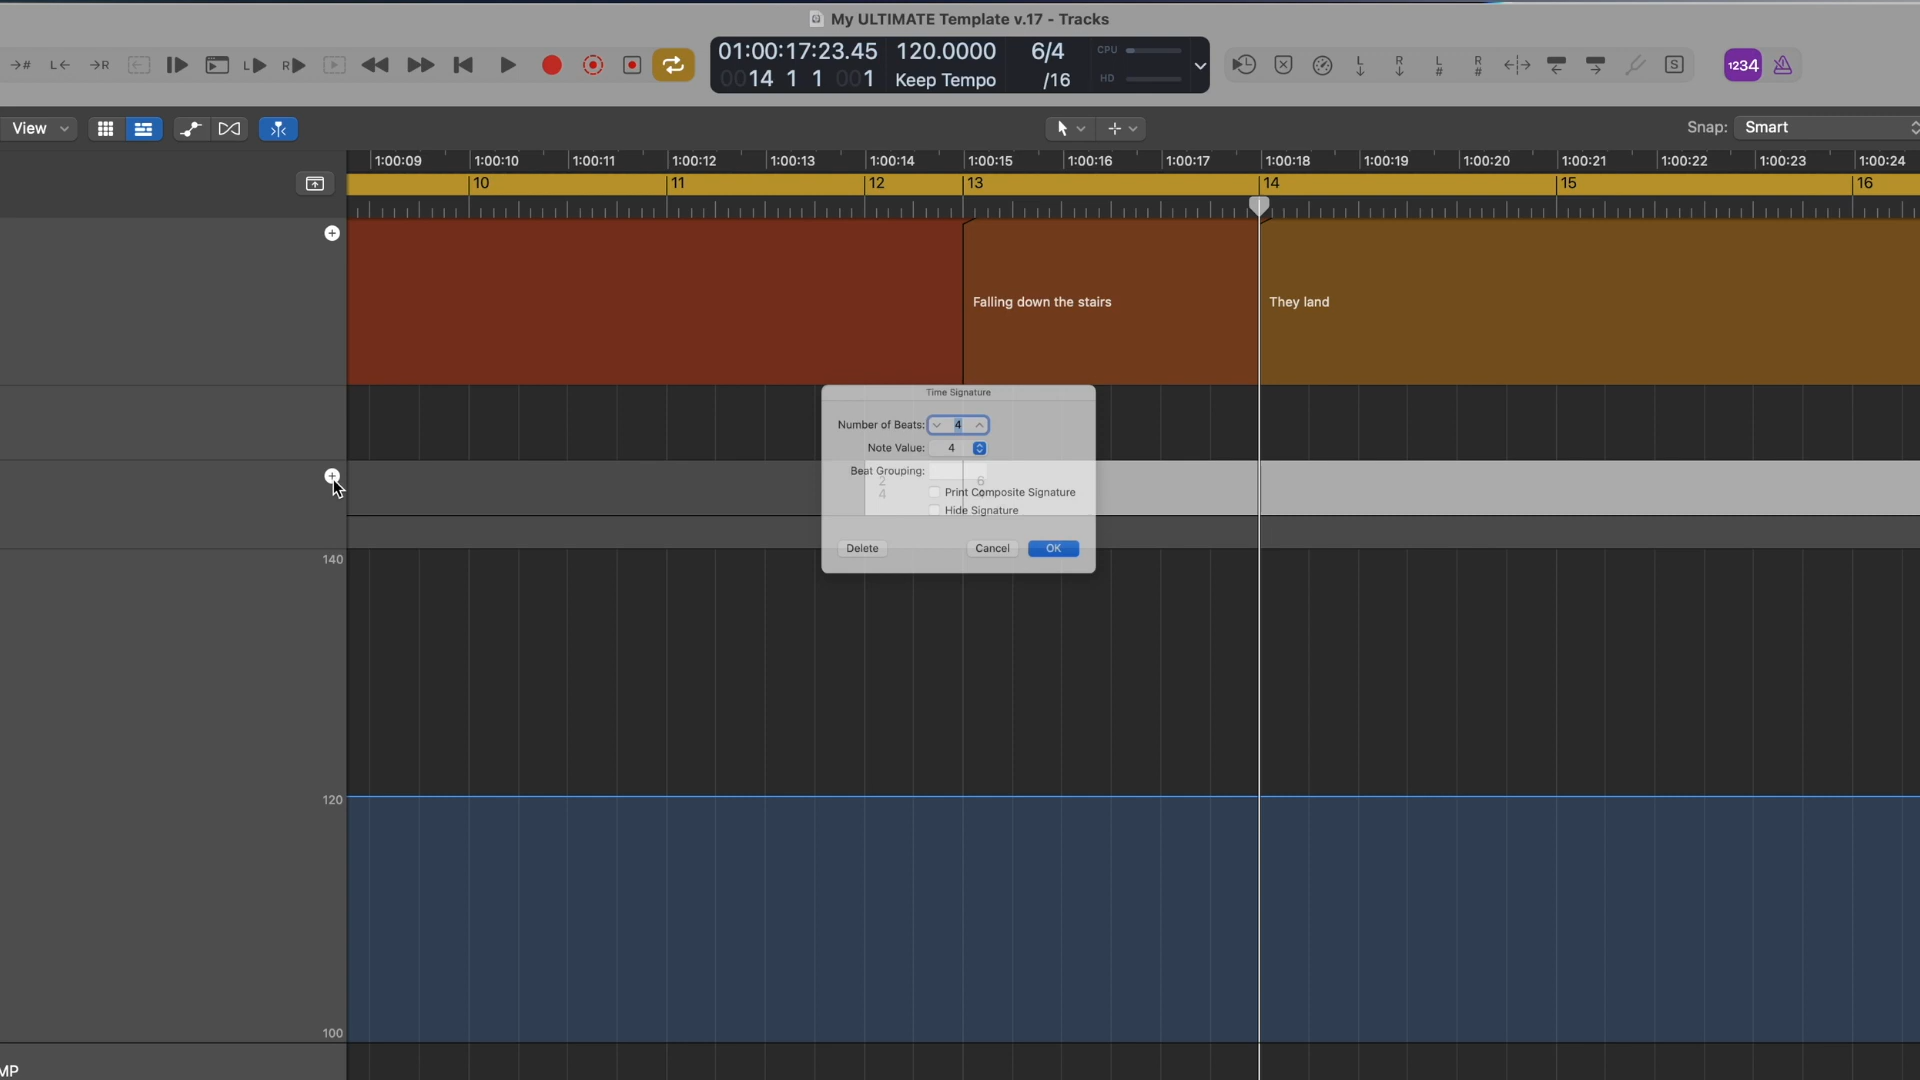 My ULTIMATE Template v.17 - Tracks
→# L← →R L R
01:00:17:23.45 120.0000 6/4 CPU
0014 1 1 001 Keep Tempo /16 HD
L R L # R # S 1234
View Snap: Smart
1:00:09 1:00:10 1:00:11 1:00:12 1:00:13 1:00:14 1:00:15 1:00:16 1:00:17 1:00:18 1:00:19 1:00:20 1:00:21 1:00:22 1:00:23 1:00:24
10 11 12 13 14 15 16
Falling down the stairs They land
Time Signature
Number of Beats: 4
Note Value: 4
Beat Grouping:
2
4
6
Print Composite Signature
Hide Signature
Delete Cancel OK
140
120
100
MP